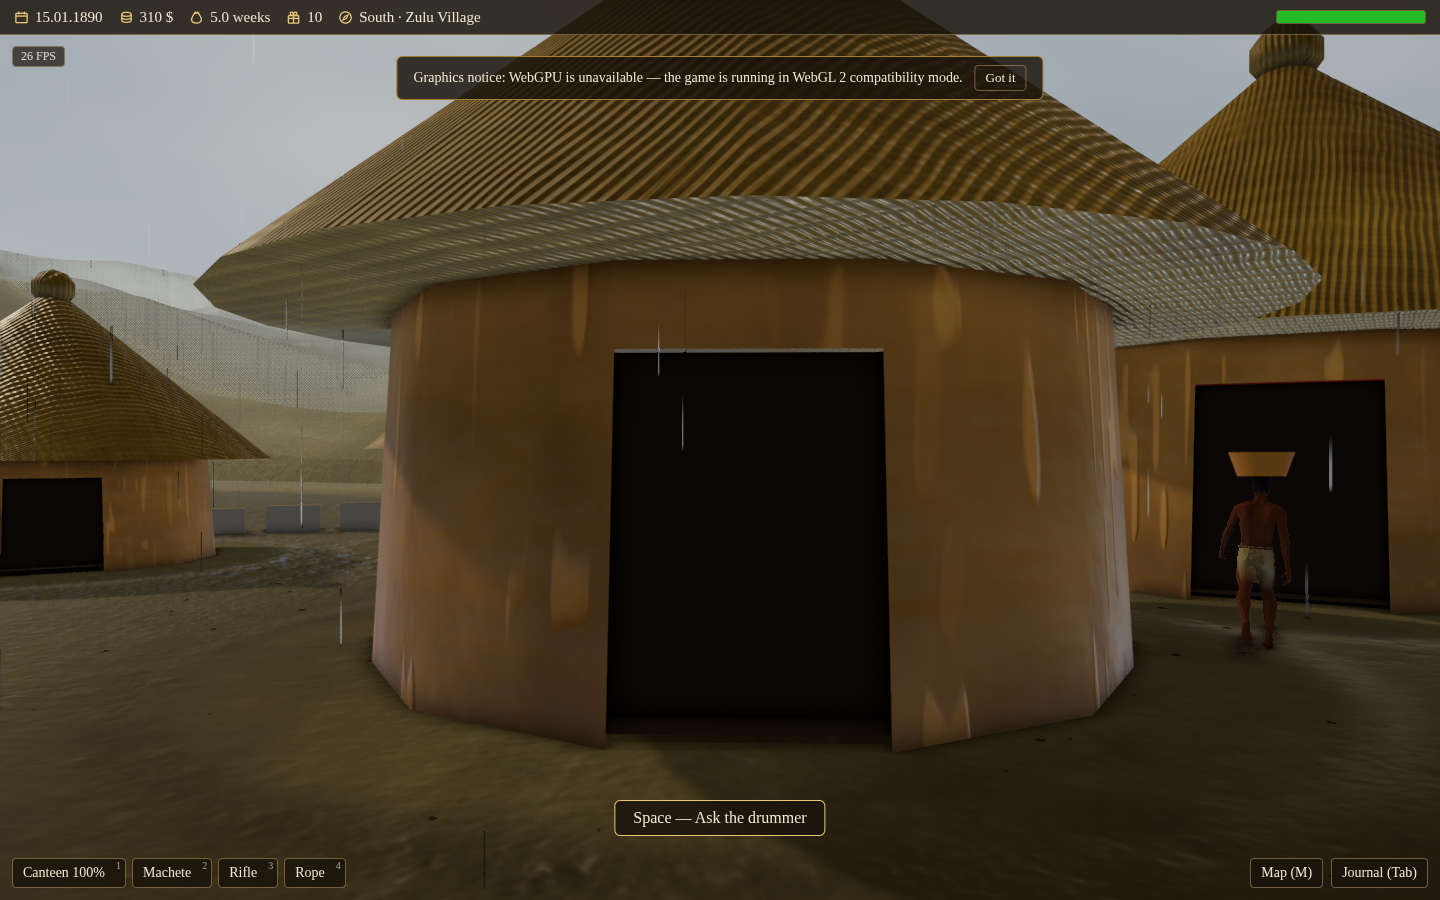 15.01.1890 310 $ 5.0 weeks 10 South · Zulu Village
26 FPS
Graphics notice: WebGPU is unavailable — the game is running in WebGL 2 compatibility mode. Got it
Space — Ask the drummer
Canteen 100% 1 Machete 2 Rifle 3 Rope 4 Map (M) Journal (Tab)